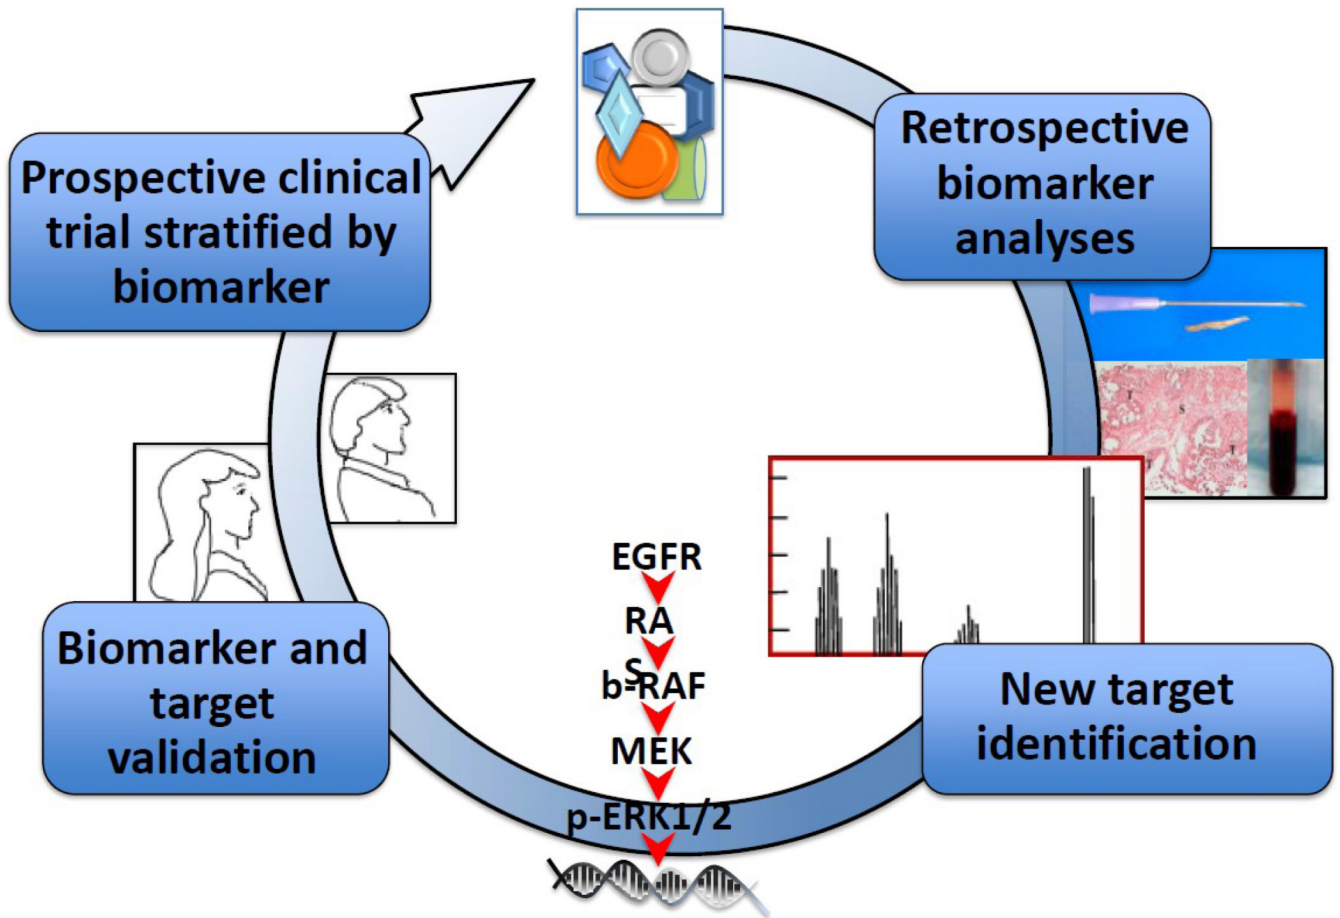 Prospective clinical
trial stratified by
biomarker
Retrospective
biomarker
analyses
T
S
T
T
EGFR
RA
S
b-RAF
MEK
p-ERK1/2
Biomarker and
target
validation
New target
identification